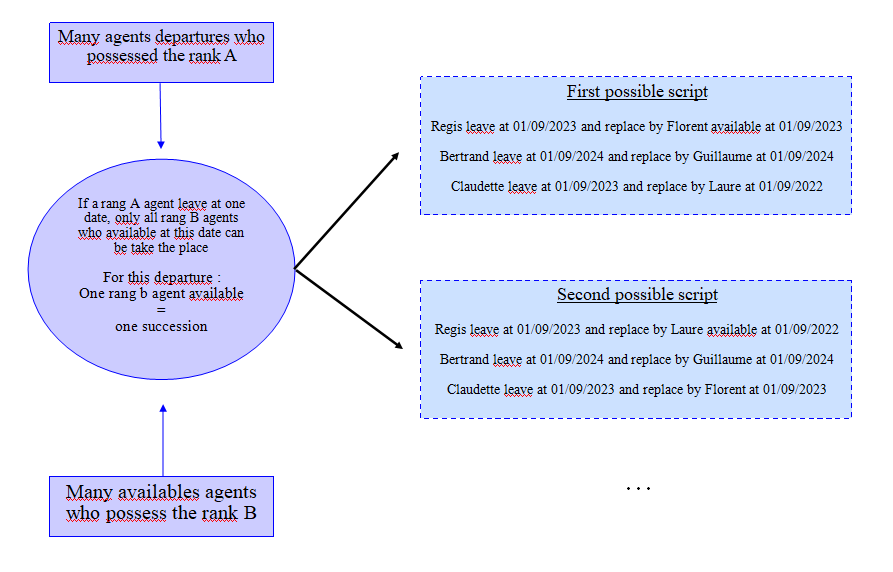 Many agents departures who
possessed the rank A
If a rang A agent leave at one
date, only all rang B agents
who available at this date can
be take the place
For this departure :
One rang b agent available
=
one succession
Many availables agents
who possess the rank B
First possible script
Regis leave at 01/09/2023 and replace by Florent available at 01/09/2023
Bertrand leave at 01/09/2024 and replace by Guillaume at 01/09/2024
Claudette leave at 01/09/2023 and replace by Laure at 01/09/2022
Second possible script
Regis leave at 01/09/2023 and replace by Laure available at 01/09/2022
Bertrand leave at 01/09/2024 and replace by Guillaume at 01/09/2024
Claudette leave at 01/09/2023 and replace by Florent at 01/09/2023
...